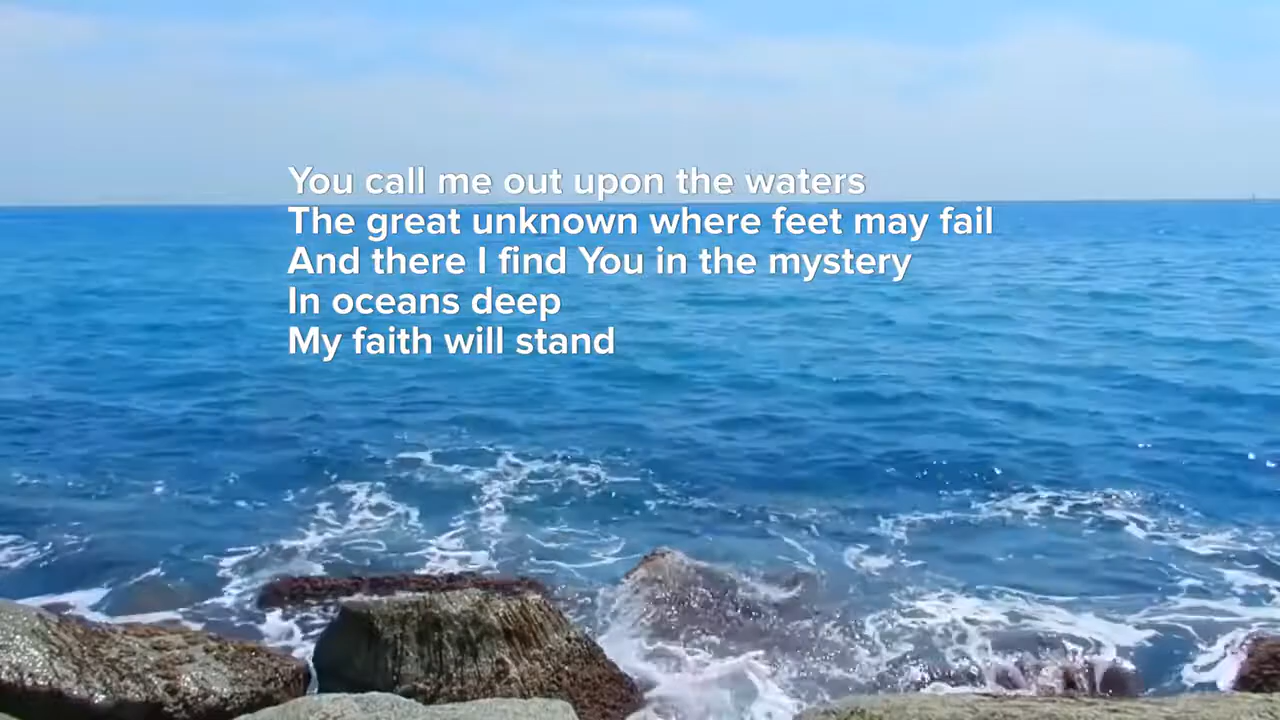 You call me out upon the waters
The great unknown where feet may fail
And there I find You in the mystery
In oceans deep
My faith will stand